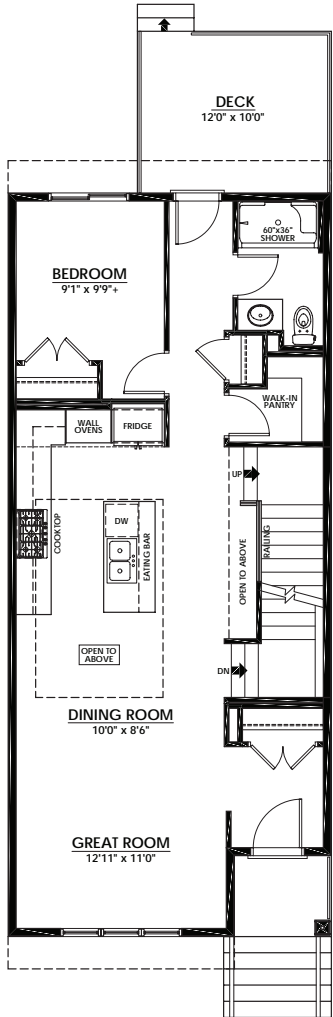 DECK
12'0" x 10'0"
60"x36"
SHOWER
BEDROOM
9'1" x 9'9"+
WALK-IN
PANTRY
WALL
OVENS
FRIDGE
UP
COOKTOP
DW
EATING BAR
OPEN TO ABOVE
RAILING
OPEN TO
ABOVE
DN
DINING ROOM
10'0" x 8'6"
GREAT ROOM
12'11" x 11'0"